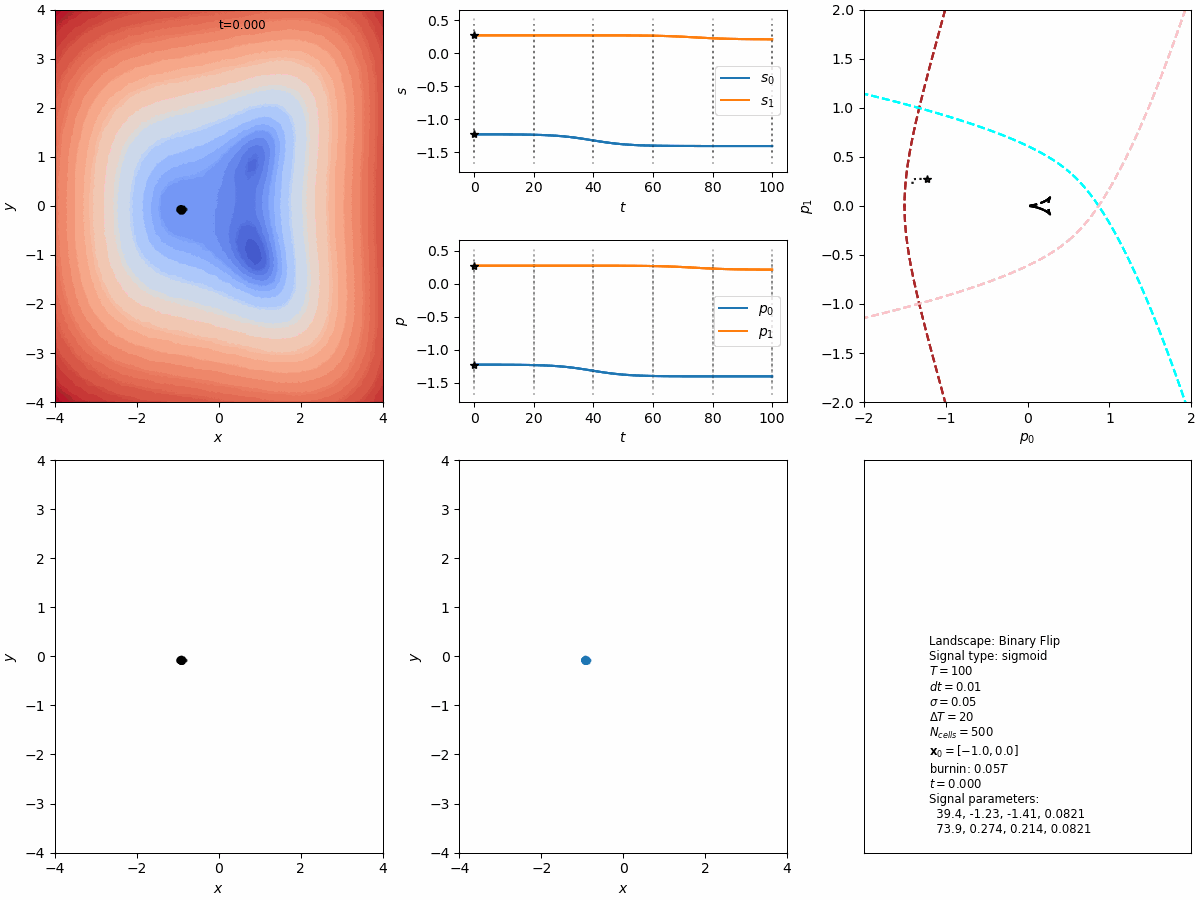 t=0.000
4
3
2
1
0
−1
−2
−3
−4
y
−4
−2
0
2
4
x
0.5
0.0
−0.5
−1.0
−1.5
s
s0
s1
0
20
40
60
80
100
t
0.5
0.0
−0.5
−1.0
−1.5
p
p0
p1
0
20
40
60
80
100
t
2.0
1.5
1.0
0.5
0.0
−0.5
−1.0
−1.5
−2.0
p1
−2
−1
0
1
2
p0
4
3
2
1
0
−1
−2
−3
−4
y
−4
−2
0
2
4
x
4
3
2
1
0
−1
−2
−3
−4
y
−4
−2
0
2
4
x
Landscape: Binary Flip
Signal type: sigmoid
T = 100
dt = 0.01
σ = 0.05
ΔT = 20
Ncells = 500
x0 = [−1.0, 0.0]
burnin: 0.05T
t = 0.000
Signal parameters:
39.4, -1.23, -1.41, 0.0821
73.9, 0.274, 0.214, 0.0821